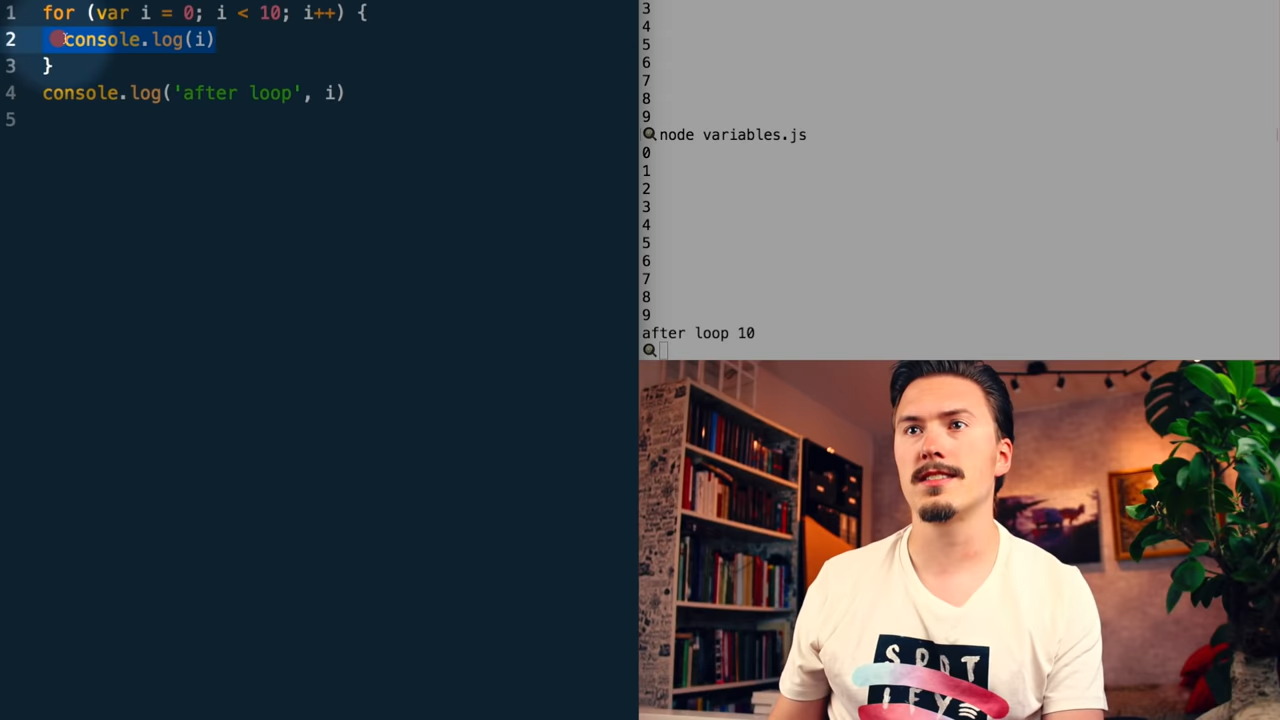 1 for (var i = 0; i < 10; i++) {
2 console.log(i)
3 }
4 console.log('after loop', i)
5
3
4
5
6
7
8
9
node variables.js
0
1
2
3
4
5
6
7
8
9
after loop 10
SPOT
IFY